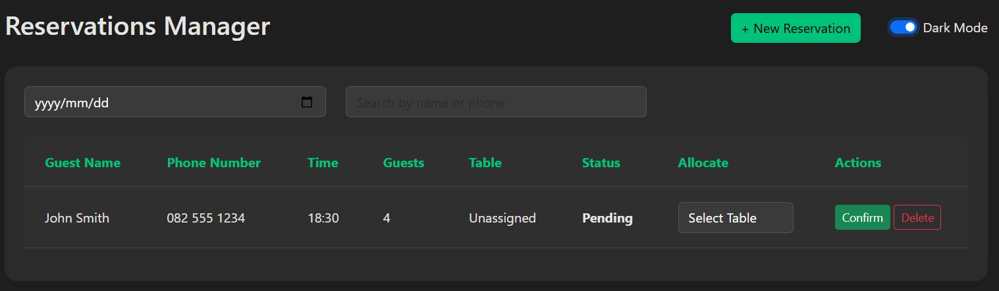 Reservations Manager
+ New Reservation
Dark Mode
yyyy/mm/dd
Search by name or phone
Guest Name Phone Number Time Guests Table Status Allocate Actions
John Smith 082 555 1234 18:30 4 Unassigned Pending Select Table Confirm Delete